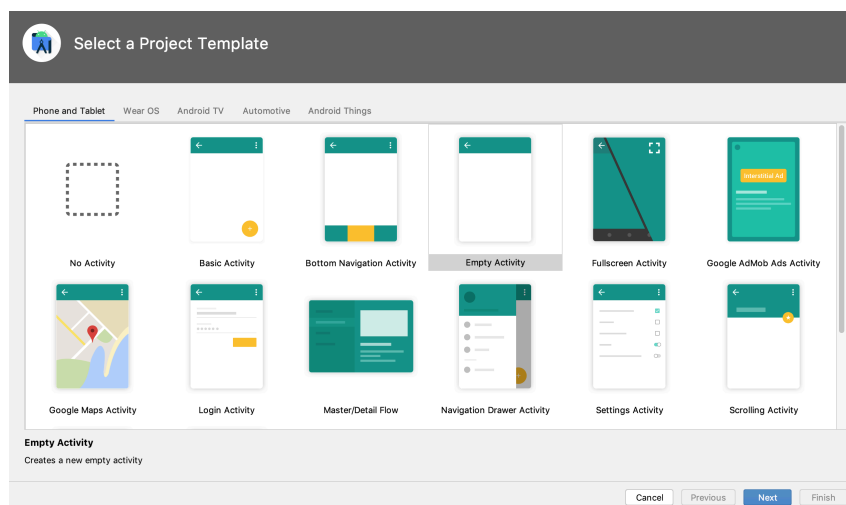 Select a Project Template
Phone and Tablet Wear OS Android TV Automotive Android Things
Interstitial Ad
No Activity Basic Activity Bottom Navigation Activity Empty Activity Fullscreen Activity Google AdMob Ads Activity
Google Maps Activity Login Activity Master/Detail Flow Navigation Drawer Activity Settings Activity Scrolling Activity
Empty Activity
Creates a new empty activity
Cancel Previous Next Finish